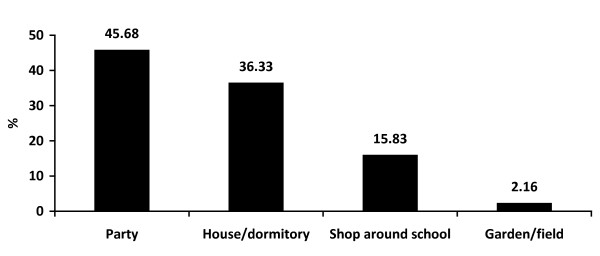 45.68
36.33
15.83
2.16
50
40
30
20
10
0
%
Party
House/dormitory
Shop around school
Garden/field